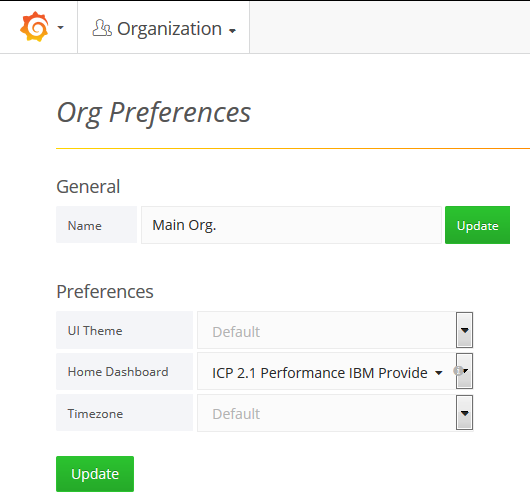 Organization
Org Preferences
General
Name Main Org. Update
Preferences
UI Theme Default
Home Dashboard ICP 2.1 Performance IBM Provide
Timezone Default
Update